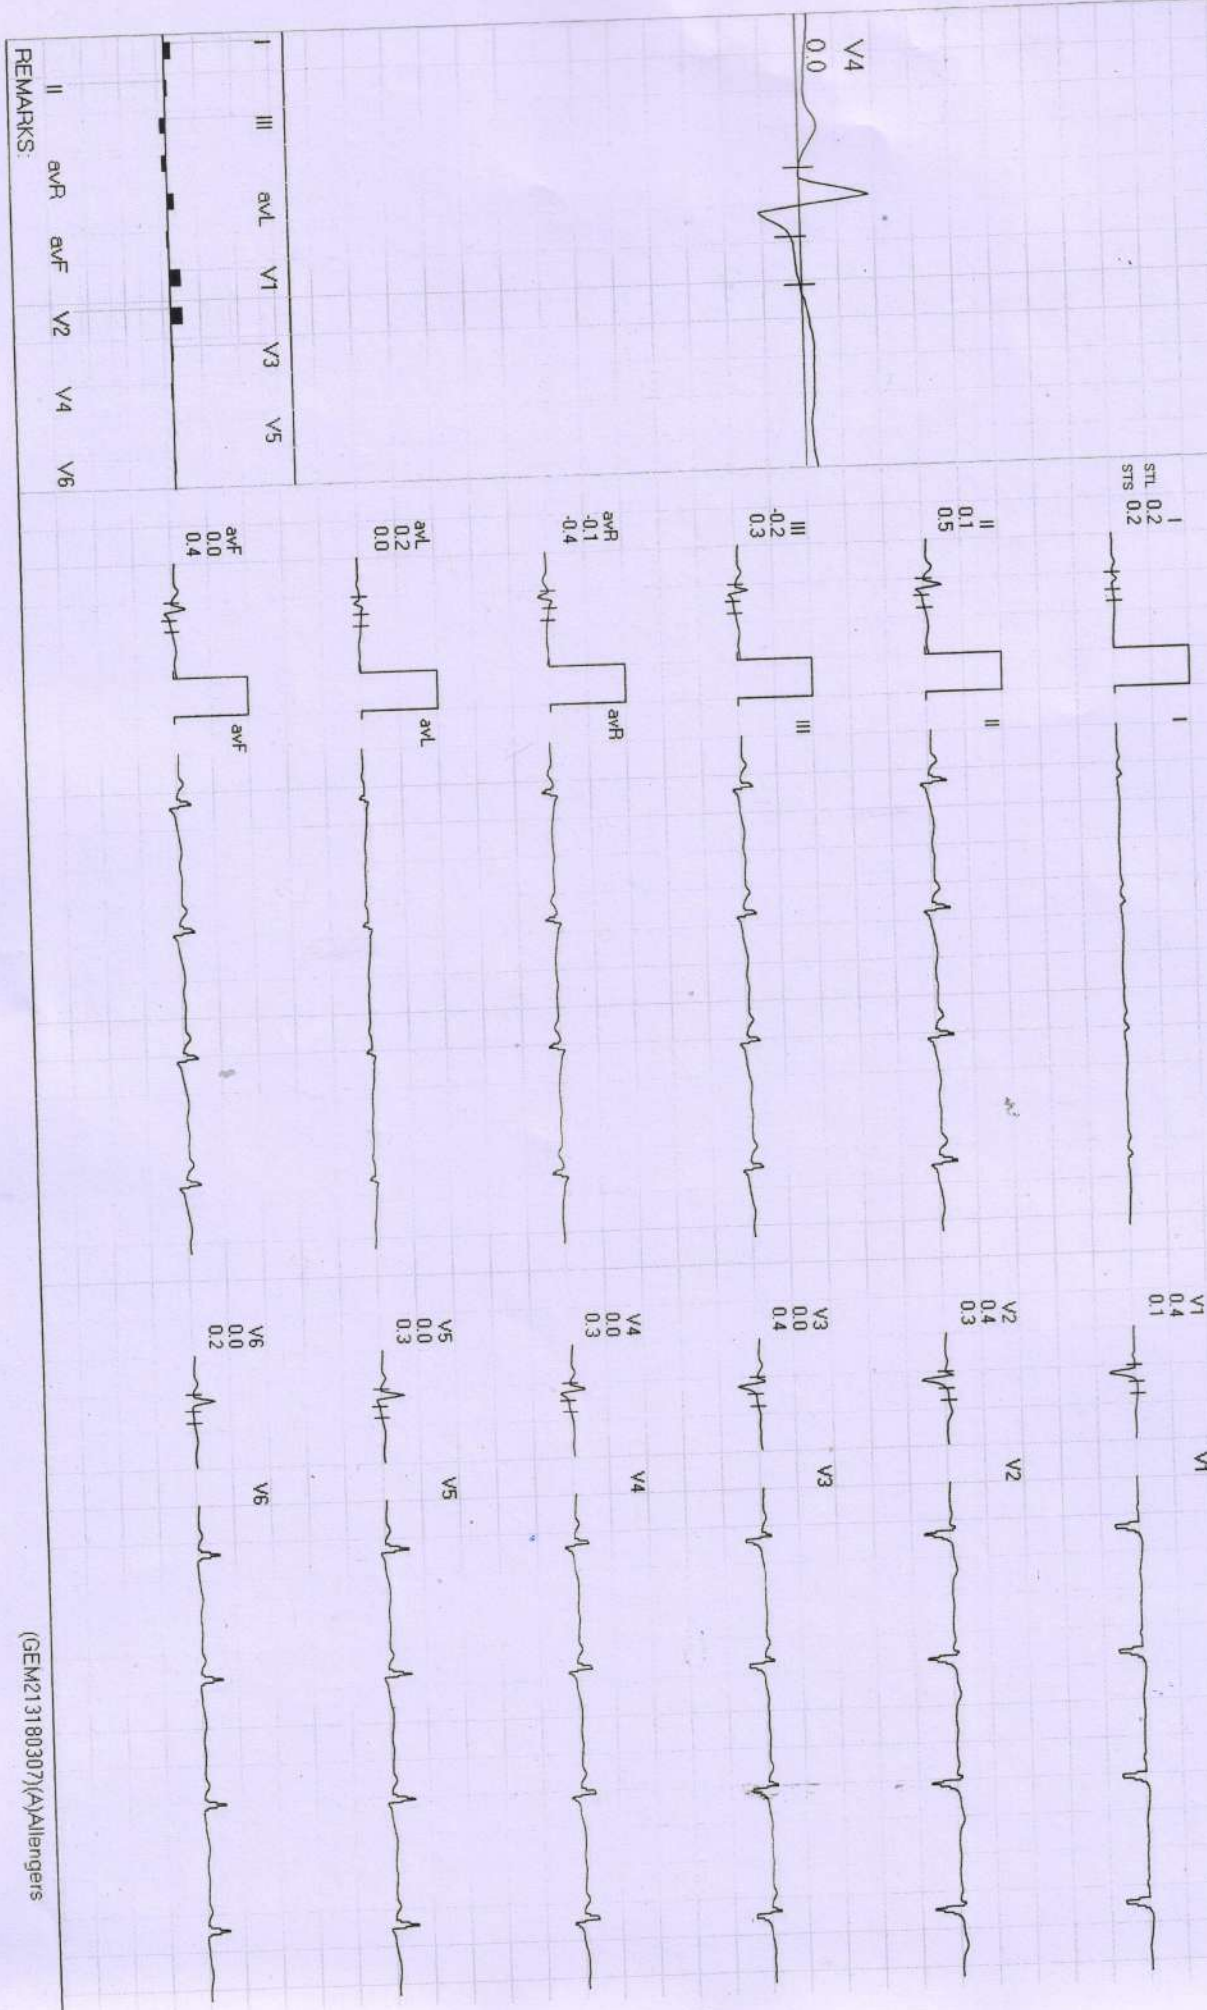 V4
0.0
I III avL V1 V3 V5
II avR avF V2 V4 V6
REMARKS:
I
STL 0.2
STS 0.2
I
II
0.1
0.5
II
III
-0.2
0.3
III
avR
-0.1
-0.4
avR
avL
0.2
0.0
avL
avF
0.0
0.4
avF
V1
0.4
0.1
V1
V2
0.4
0.3
V2
V3
0.0
0.4
V3
V4
0.0
0.3
V4
V5
0.0
0.3
V5
V6
0.0
0.2
V6
(GEM213180307)(A)Allengers